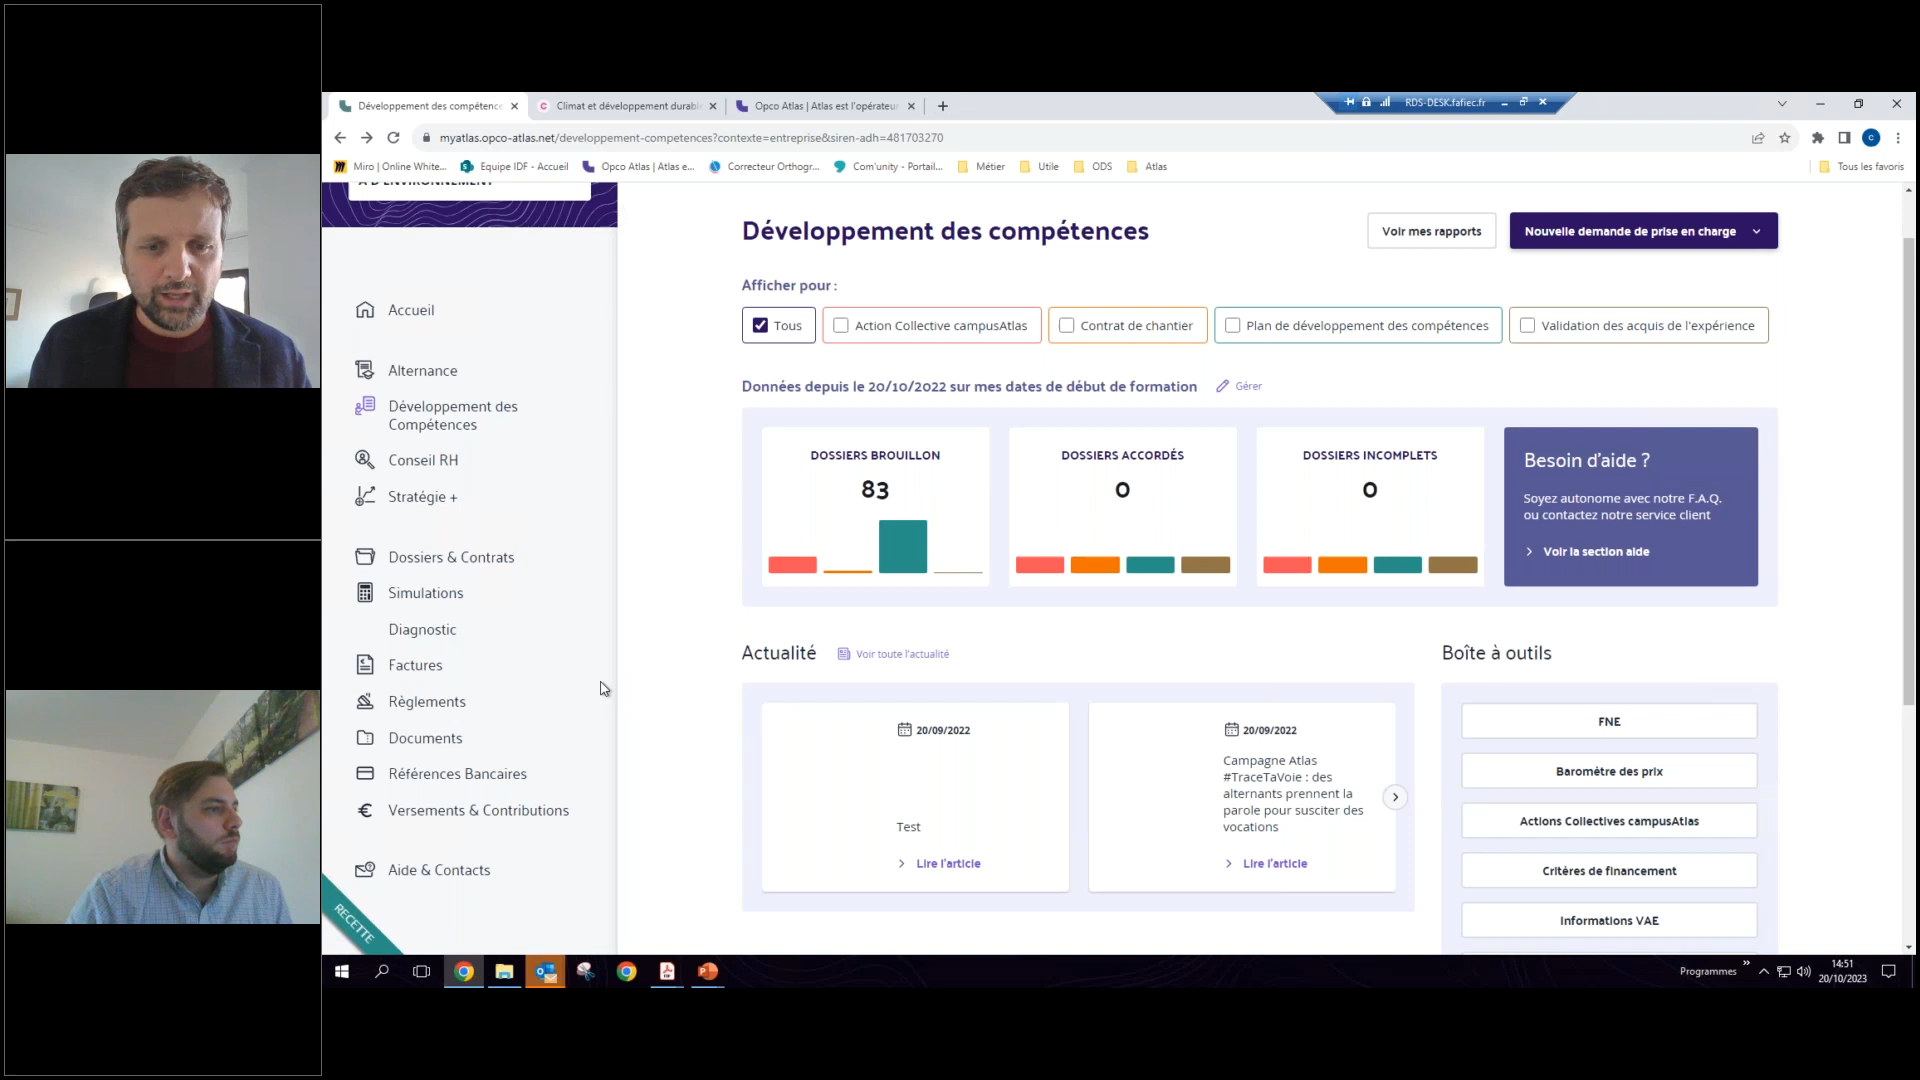 Développement des compétence
Climat et développement durabl
Opco Atlas | Atlas est l'opérateur
RDS-DESK.fafiec.fr
myatlas.opco-atlas.net/developpement-competences?contexte=entreprise&siren-adh=481703270
Miro | Online White...
Equipe IDF - Accueil
Opco Atlas | Atlas e...
Correcteur Orthogr...
Com'unity - Portail...
Métier
Utile
ODS
Atlas
Tous les favoris
A D'ENVIRONNEMENT
Accueil
Alternance
Développement des
Compétences
Conseil RH
Stratégie +
Dossiers & Contrats
Simulations
Diagnostic
Factures
Règlements
Documents
Références Bancaires
Versements & Contributions
Aide & Contacts
RECETTE
Développement des compétences
Voir mes rapports
Nouvelle demande de prise en charge
Afficher pour :
Tous
Action Collective campusAtlas
Contrat de chantier
Plan de développement des compétences
Validation des acquis de l'expérience
Données depuis le 20/10/2022 sur mes dates de début de formation
Gérer
DOSSIERS BROUILLON
83
DOSSIERS ACCORDÉS
0
DOSSIERS INCOMPLETS
0
Besoin d'aide ?
Soyez autonome avec notre F.A.Q.
ou contactez notre service client
Voir la section aide
Actualité
Voir toute l'actualité
20/09/2022
Test
Lire l'article
20/09/2022
Campagne Atlas
#TraceTaVoie : des
alternants prennent la
parole pour susciter des
vocations
Lire l'article
Boîte à outils
FNE
Baromètre des prix
Actions Collectives campusAtlas
Critères de financement
Informations VAE
Programmes
14:51
20/10/2023